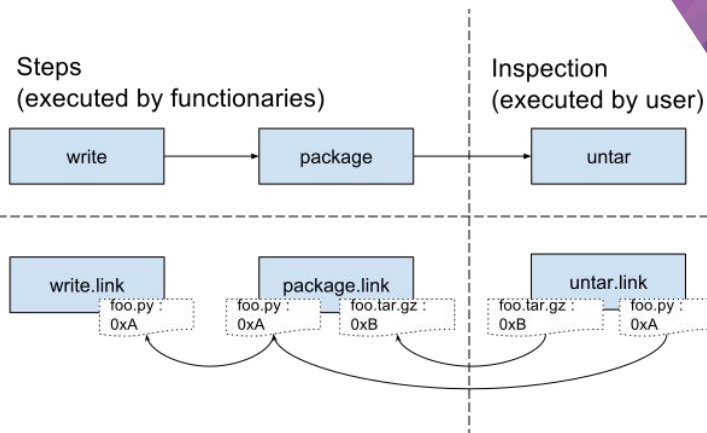 Steps
(executed by functionaries)
Inspection
(executed by user)
write
package
untar
write.link
package.link
untar.link
foo.py :
0xA
foo.py :
0xA
foo.tar.gz :
0xB
foo.tar.gz :
0xB
foo.py :
0xA